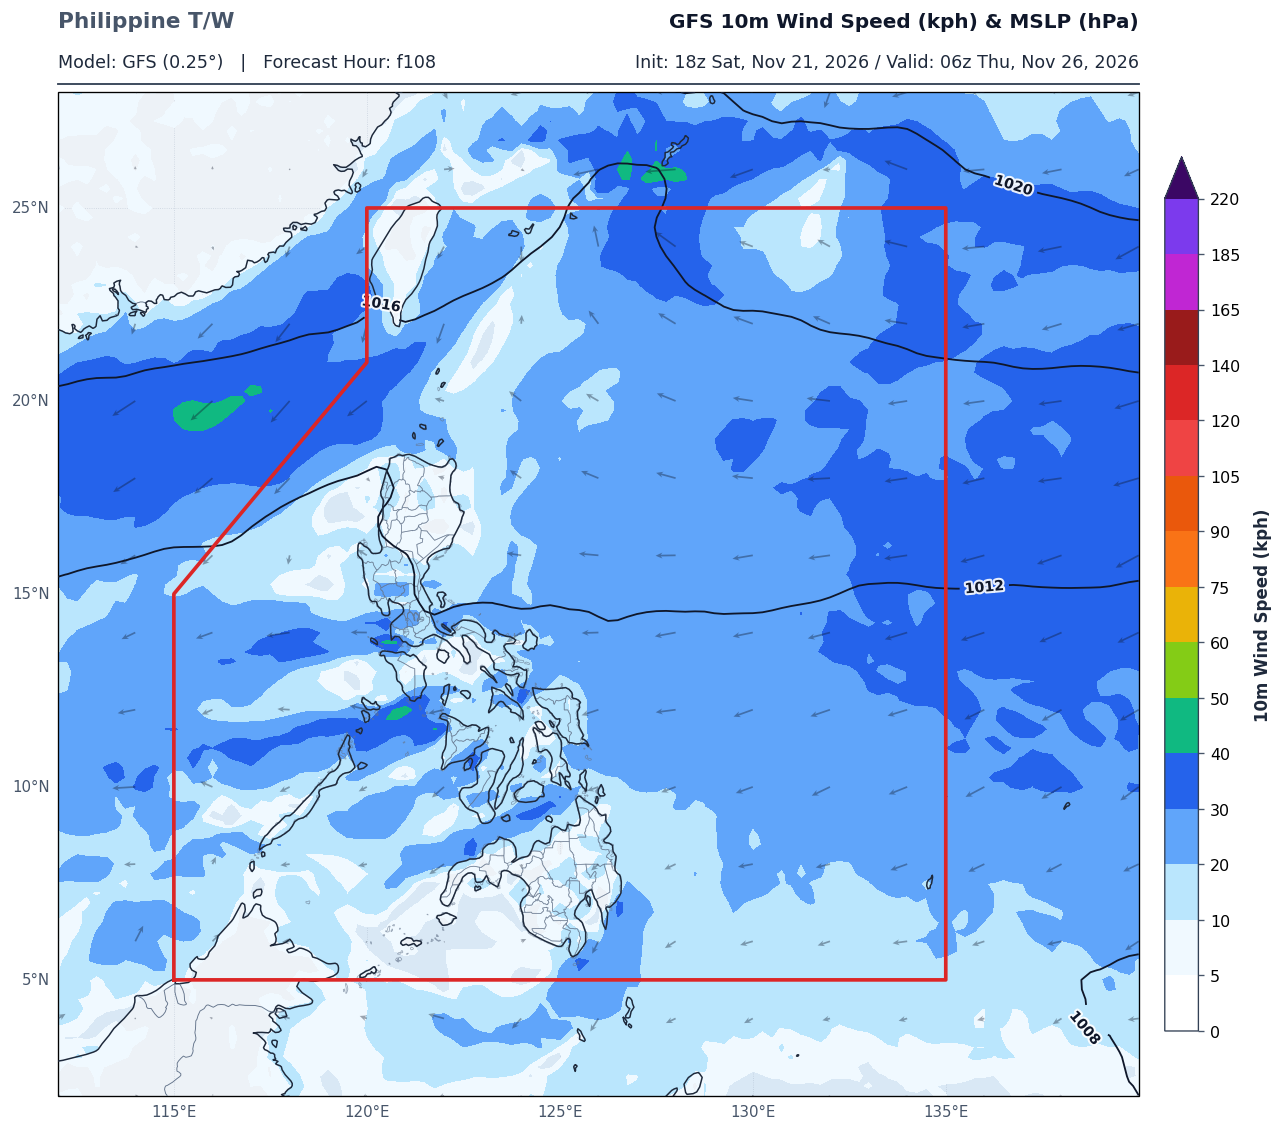 Philippine T/W
GFS 10m Wind Speed (kph) & MSLP (hPa)
Model: GFS (0.25°) | Forecast Hour: f108
Init: 18z Sat, Nov 21, 2026 / Valid: 06z Thu, Nov 26, 2026
1020
1016
1012
1008
25°N
20°N
15°N
10°N
5°N
115°E
120°E
125°E
130°E
135°E
220
185
165
140
120
105
90
75
60
50
40
30
20
10
5
0
10m Wind Speed (kph)